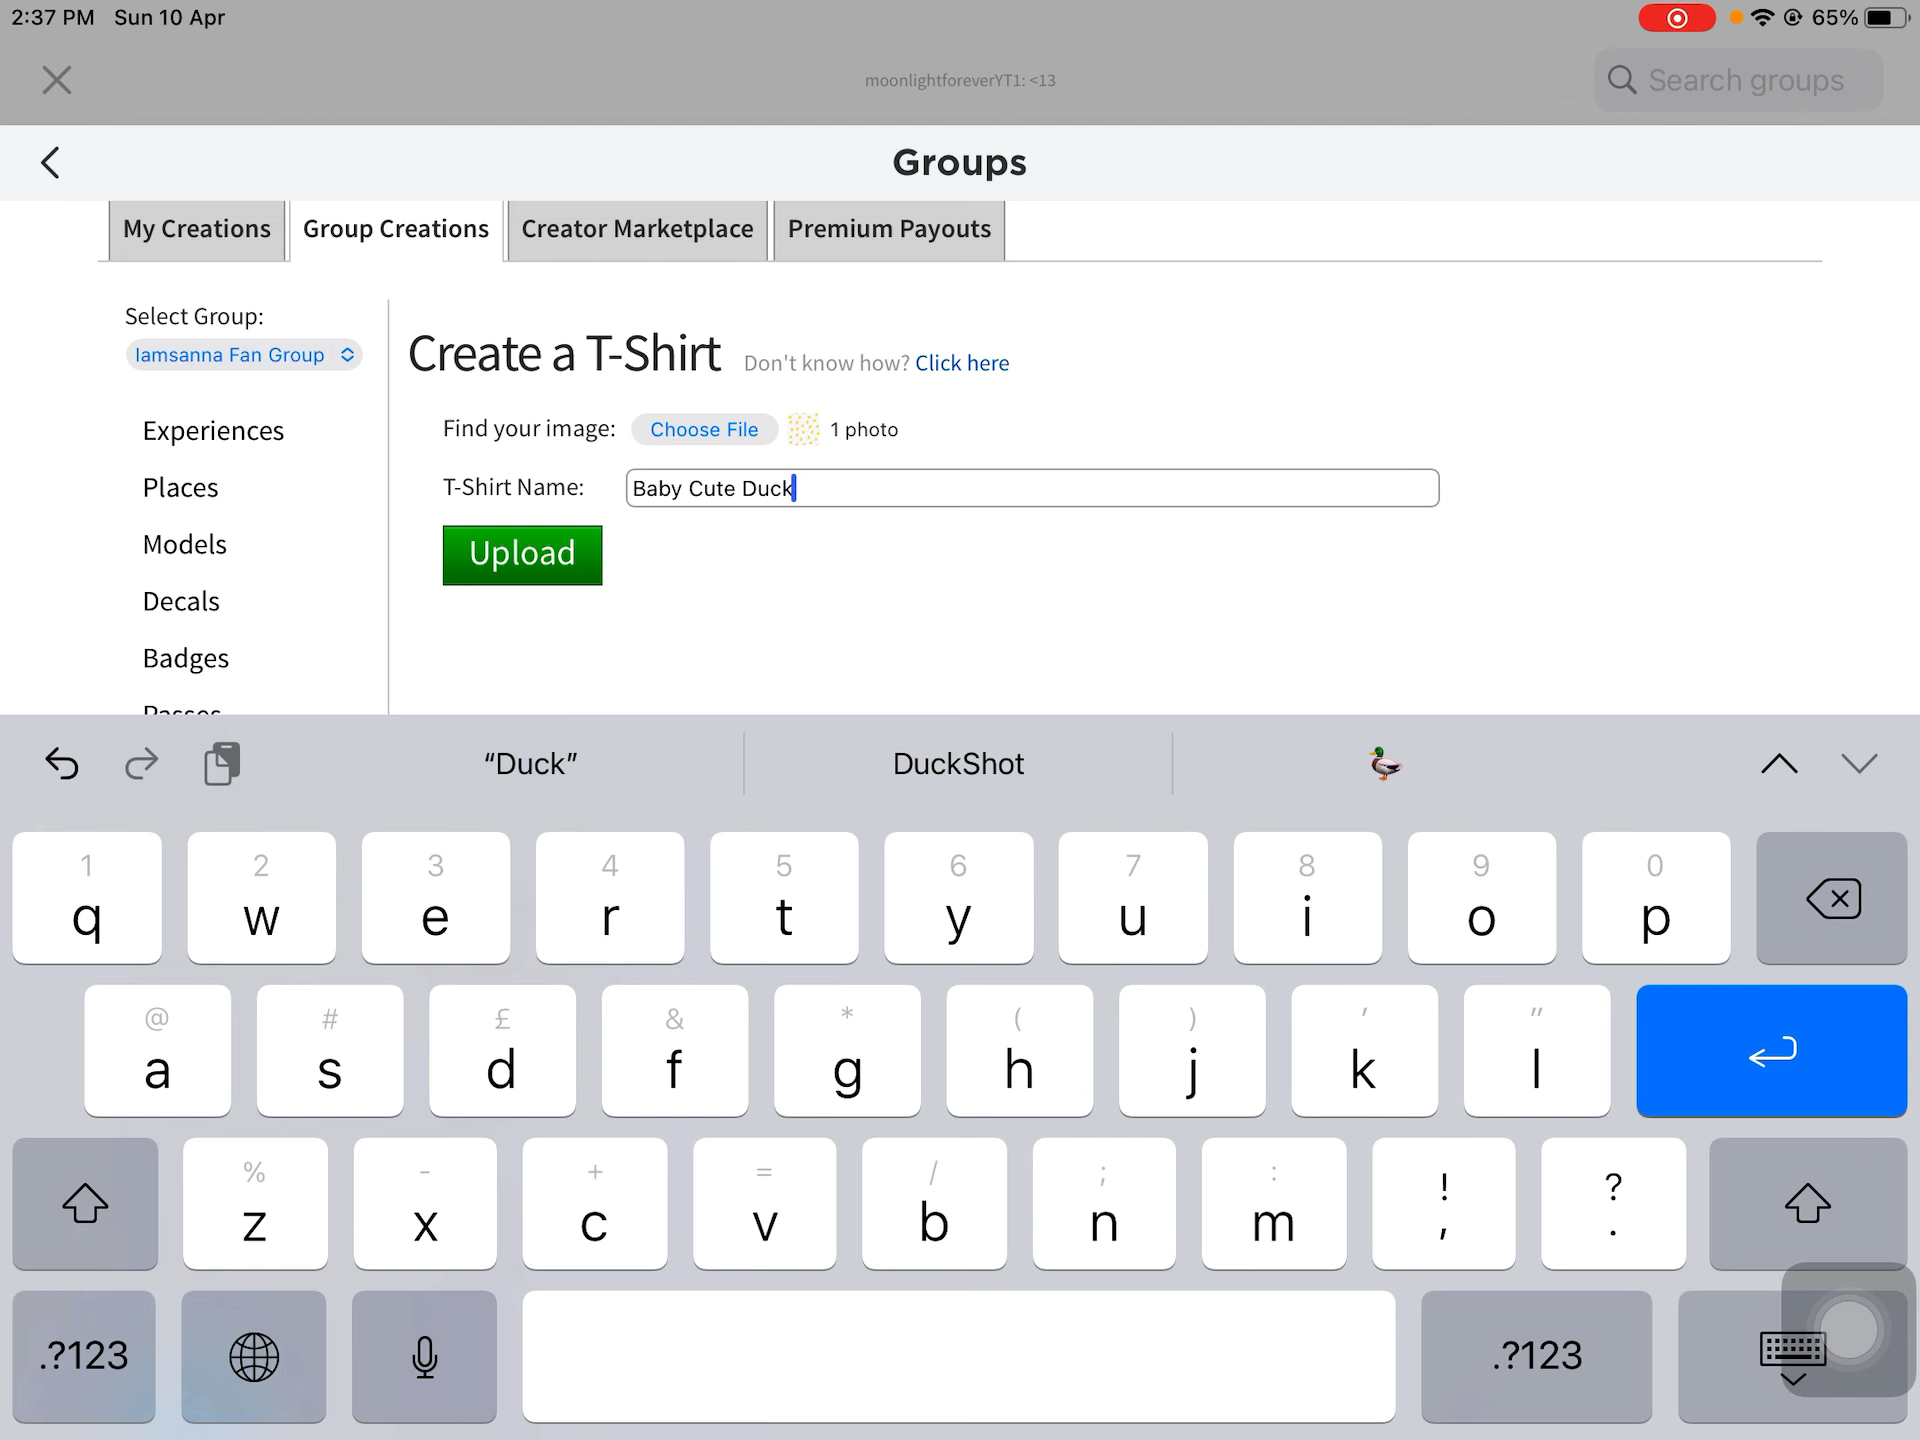 2:37 PM Sun 10 Apr 65%
moonlightforeverYT1: <13
Search groups
Groups
My Creations Group Creations Creator Marketplace Premium Payouts
Select Group:
Iamsanna Fan Group
Experiences
Places
Models
Decals
Badges
Passes
Create a T-Shirt Don't know how? Click here
Find your image: Choose File 1 photo
T-Shirt Name: Baby Cute Duck
Upload
“Duck” DuckShot
1 2 3 4 5 6 7 8 9 0
q w e r t y u i o p
@ # £ & * ( ) ' "
a s d f g h j k l
% - + = / ; : ! ?
z x c v b n m , .
.?123 .?123